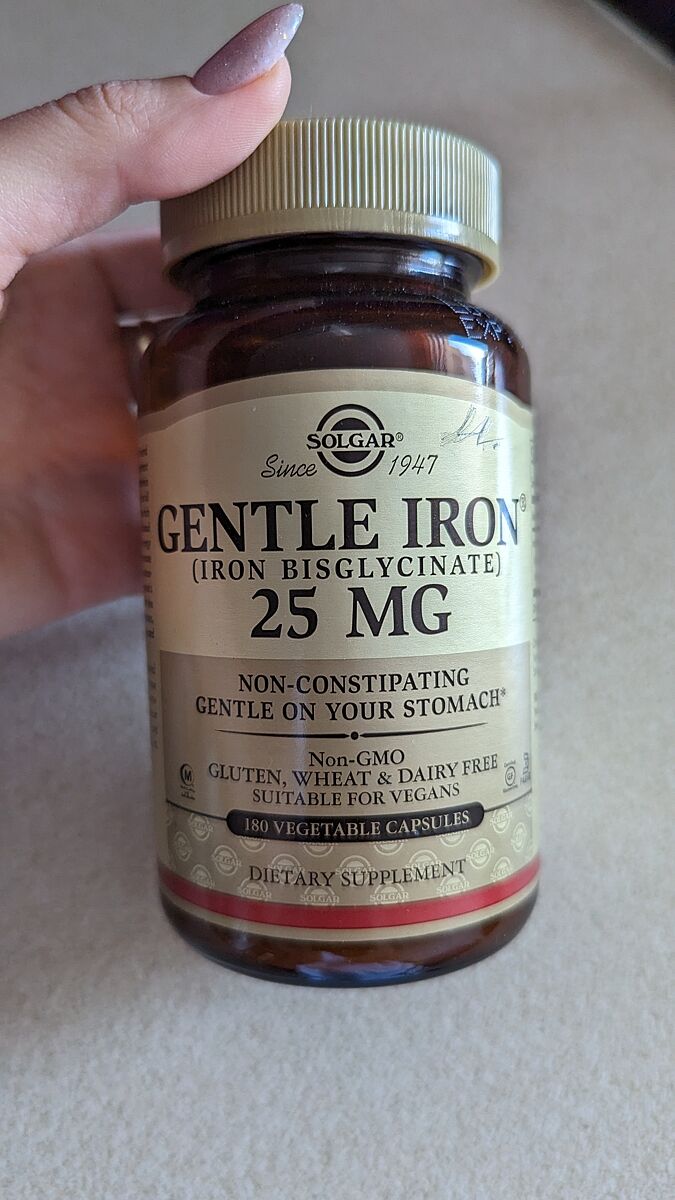 SOLGAR®
Since 1947
GENTLE IRON®
(IRON BISGLYCINATE)
25 MG
NON-CONSTIPATING
GENTLE ON YOUR STOMACH*
Non-GMO
GLUTEN, WHEAT & DAIRY FREE
SUITABLE FOR VEGANS
180 VEGETABLE CAPSULES
DIETARY SUPPLEMENT